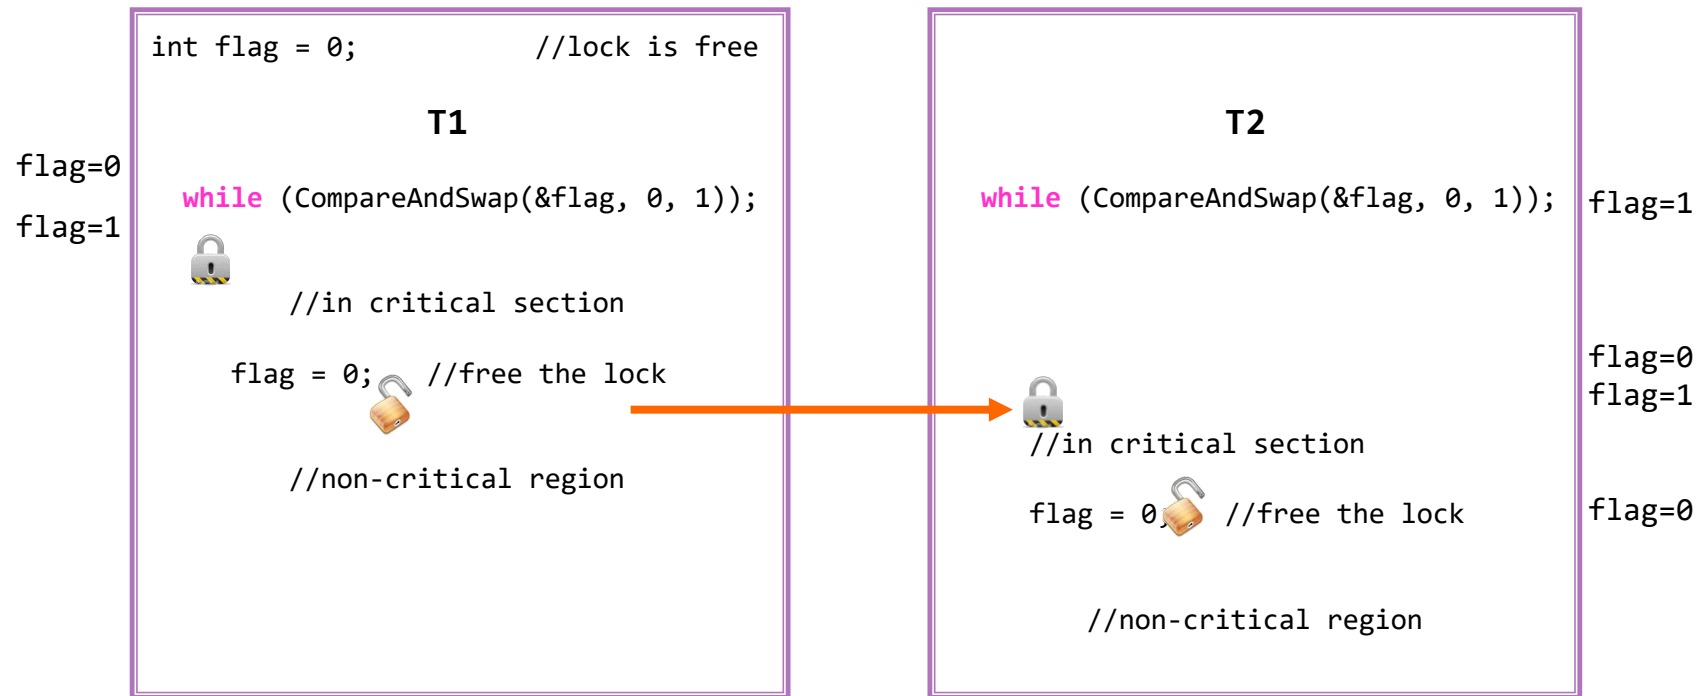 int flag = 0; //lock is free
T1
flag=0
while (CompareAndSwap(&flag, 0, 1));
flag=1
//in critical section
flag = 0; //free the lock
//non-critical region
T2
while (CompareAndSwap(&flag, 0, 1));
flag=1
flag=0
flag=1
//in critical section
flag = 0; //free the lock
flag=0
//non-critical region